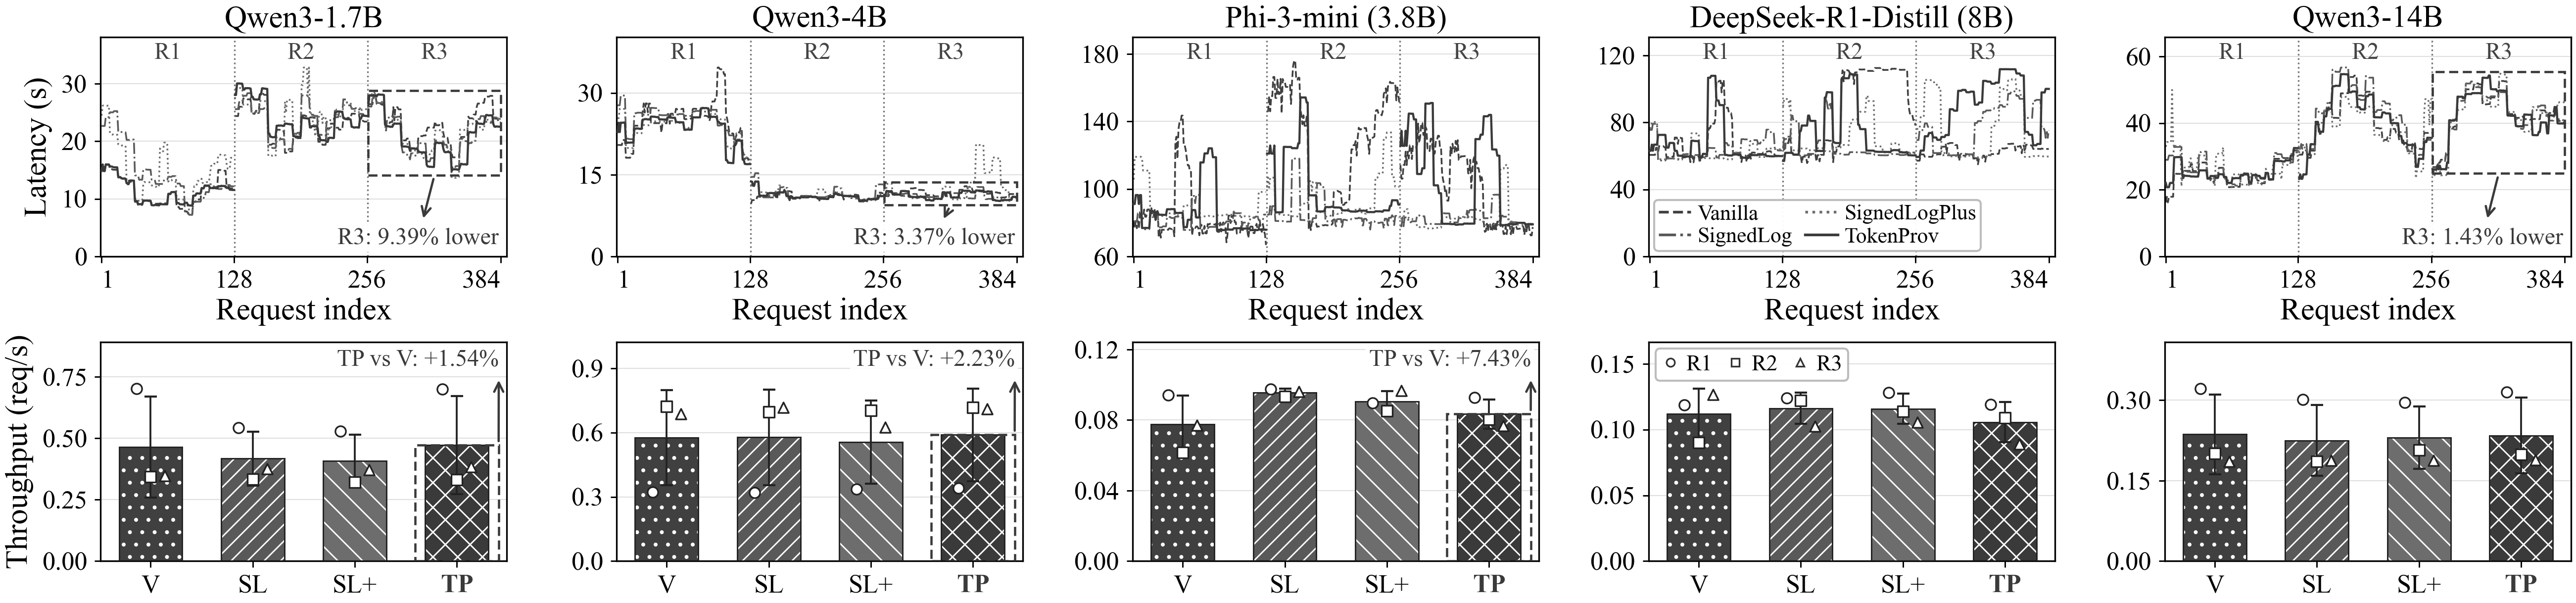 Qwen3-1.7B
Latency (s)
R1 R2 R3
30
20
10
0
R3: 9.39% lower
1 128 256 384
Request index
Qwen3-4B
R1 R2 R3
30
15
0
R3: 3.37% lower
1 128 256 384
Request index
Phi-3-mini (3.8B)
R1 R2 R3
180
140
100
60
1 128 256 384
Request index
DeepSeek-R1-Distill (8B)
R1 R2 R3
120
80
40
0
Vanilla SignedLogPlus
SignedLog TokenProv
1 128 256 384
Request index
Qwen3-14B
R1 R2 R3
60
40
20
0
R3: 1.43% lower
1 128 256 384
Request index
Throughput (req/s)
TP vs V: +1.54%
0.75
0.50
0.25
0.00
V SL SL+ TP
TP vs V: +2.23%
0.9
0.6
0.3
0.0
V SL SL+ TP
TP vs V: +7.43%
0.12
0.08
0.04
0.00
V SL SL+ TP
R1 R2 R3
0.15
0.10
0.05
0.00
V SL SL+ TP
0.30
0.15
0.00
V SL SL+ TP